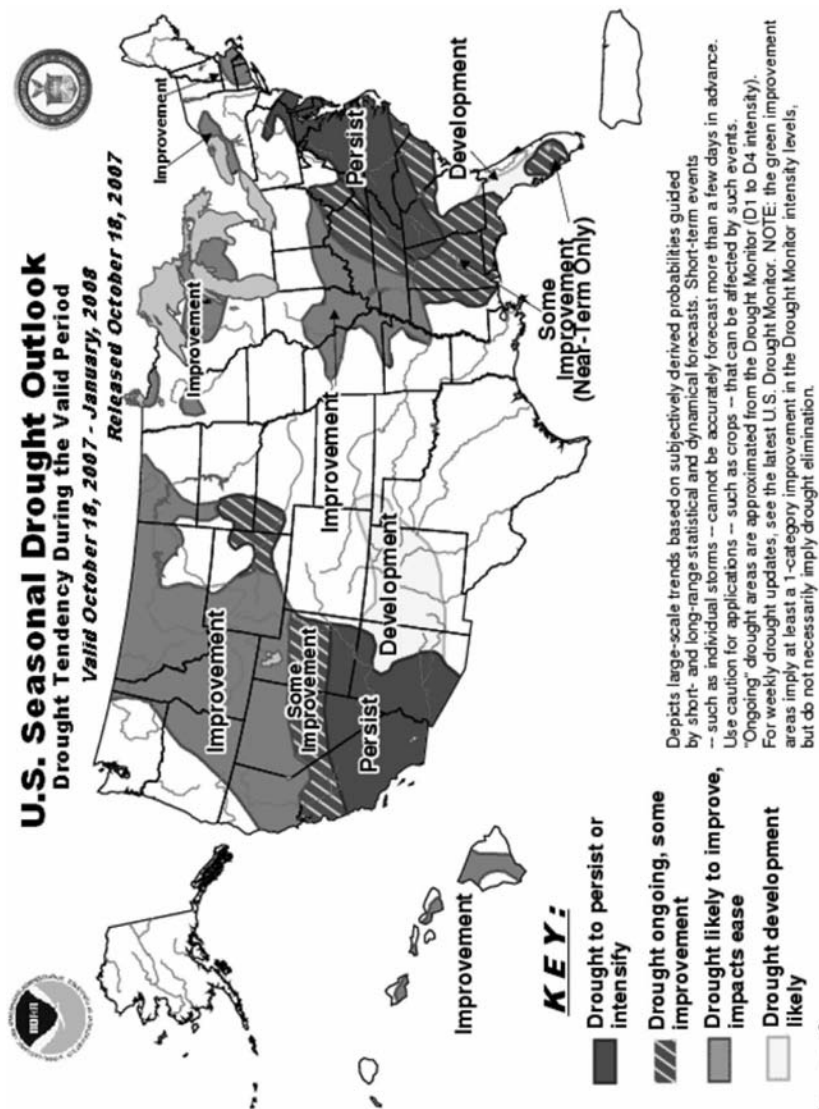 U.S. Seasonal Drought Outlook
Drought Tendency During the Valid Period
Valid October 18, 2007 - January, 2008
Released October 18, 2007
Improvement
Improvement
Improvement
Improvement
Some
Improvement
Persist
Development
Improvement
Persist
Development
Some
Improvement
(Near-Term Only)
Improvement
KEY:
Drought to persist or
intensify
Drought ongoing, some
improvement
Drought likely to improve,
impacts ease
Drought development
likely
Depicts large-scale trends based on subjectively derived probabilities guided
by short- and long-range statistical and dynamical forecasts. Short-term events
-- such as individual storms -- cannot be accurately forecast more than a few days in advance.
Use caution for applications -- such as crops -- that can be affected by such events.
"Ongoing" drought areas are approximated from the Drought Monitor (D1 to D4 intensity).
For weekly drought updates, see the latest U.S. Drought Monitor. NOTE: the green improvement
areas imply at least a 1-category improvement in the Drought Monitor intensity levels,
but do not necessarily imply drought elimination.